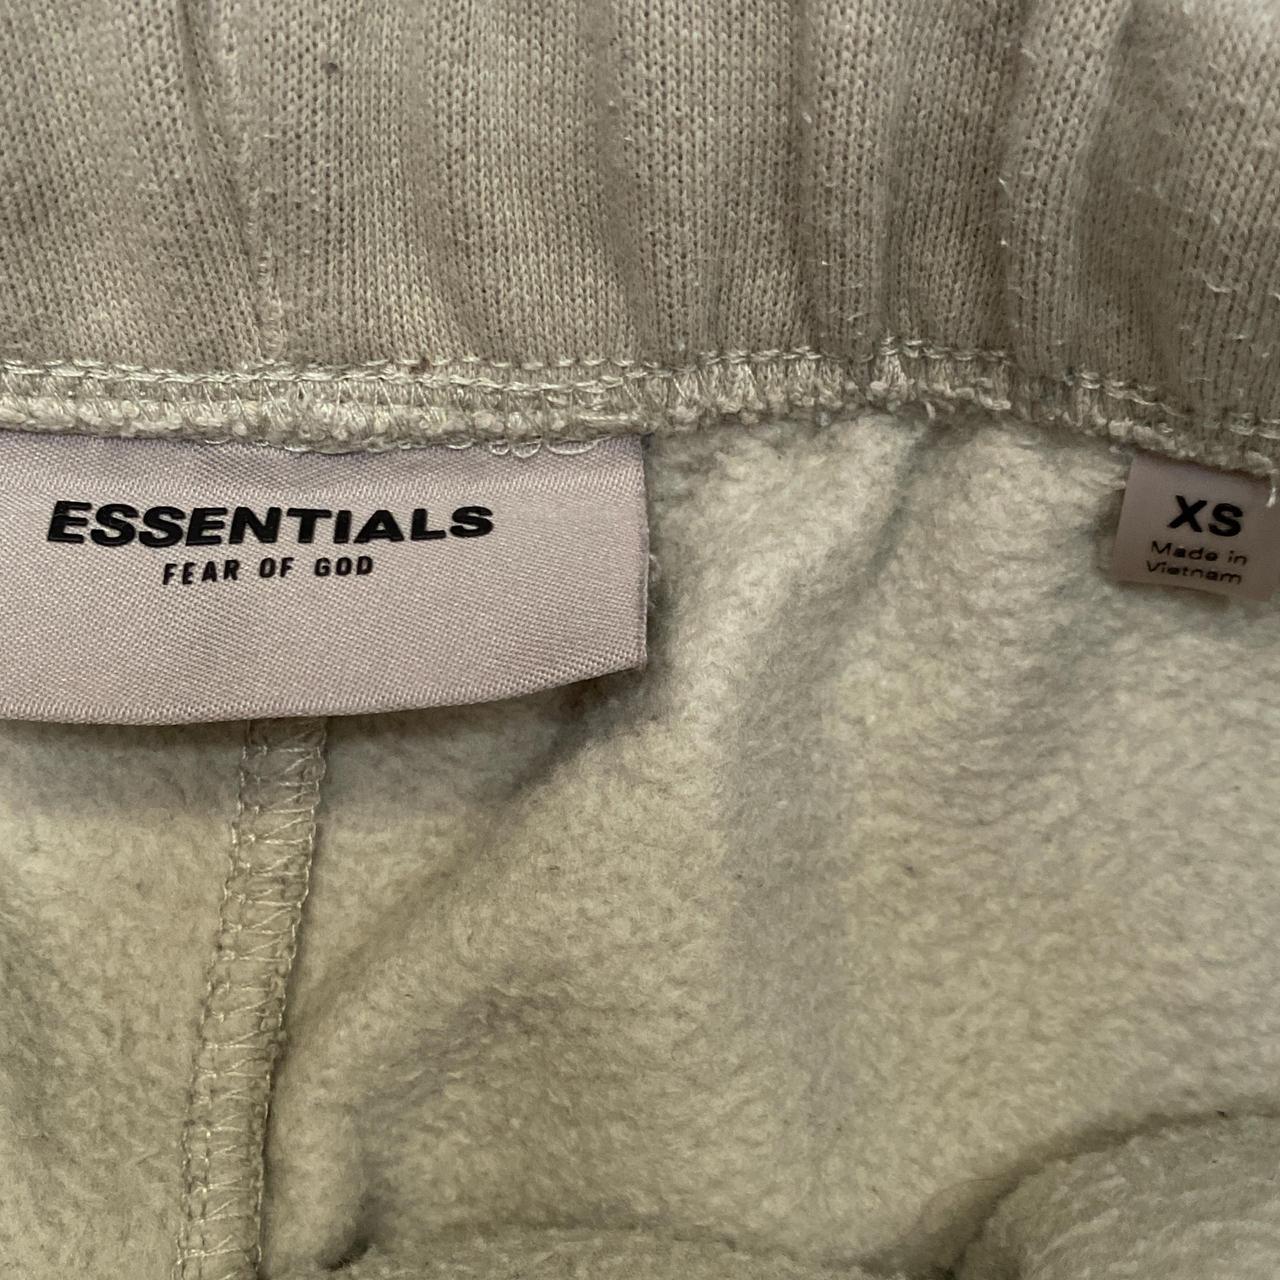 ESSENTIALS
FEAR OF GOD
XS
Made in
Vietnam